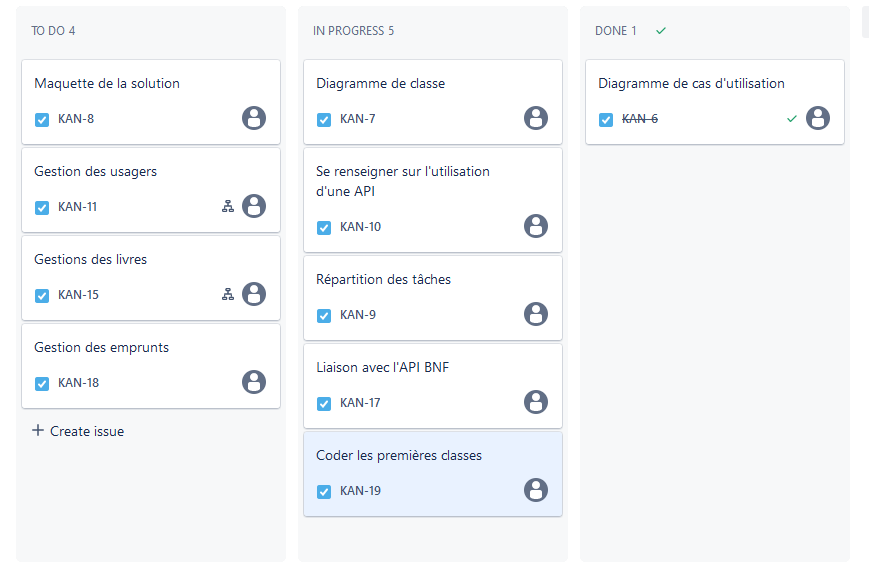 TO DO 4
Maquette de la solution
KAN-8
Gestion des usagers
KAN-11
Gestions des livres
KAN-15
Gestion des emprunts
KAN-18
+ Create issue
IN PROGRESS 5
Diagramme de classe
KAN-7
Se renseigner sur l'utilisation
d'une API
KAN-10
Répartition des tâches
KAN-9
Liaison avec l'API BNF
KAN-17
Coder les premières classes
KAN-19
DONE 1
Diagramme de cas d'utilisation
KAN-6